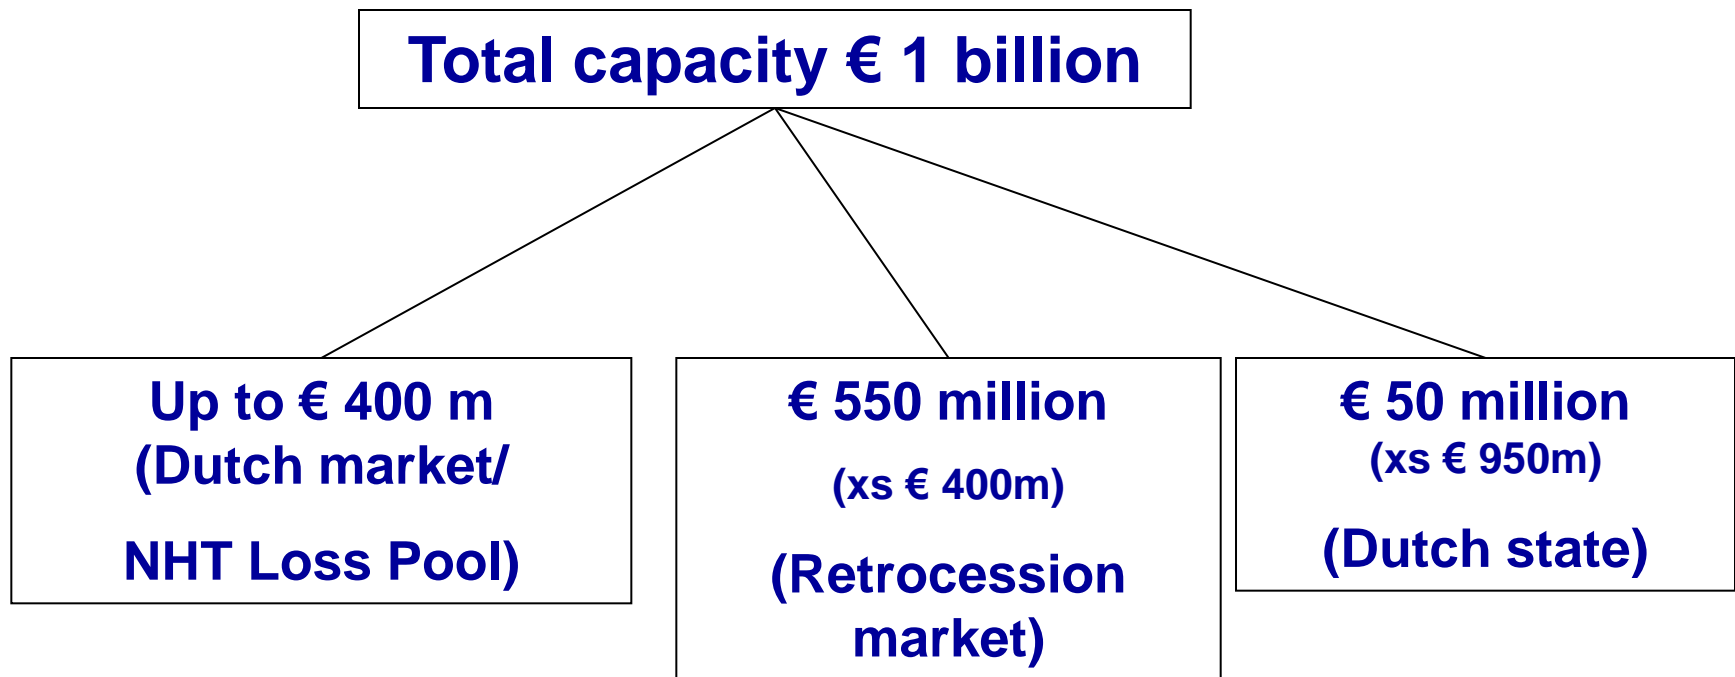 Total capacity € 1 billion
Up to € 400 m
(Dutch market/
NHT Loss Pool)
€ 550 million
(xs € 400m)
(Retrocession
market)
€ 50 million
(xs € 950m)
(Dutch state)